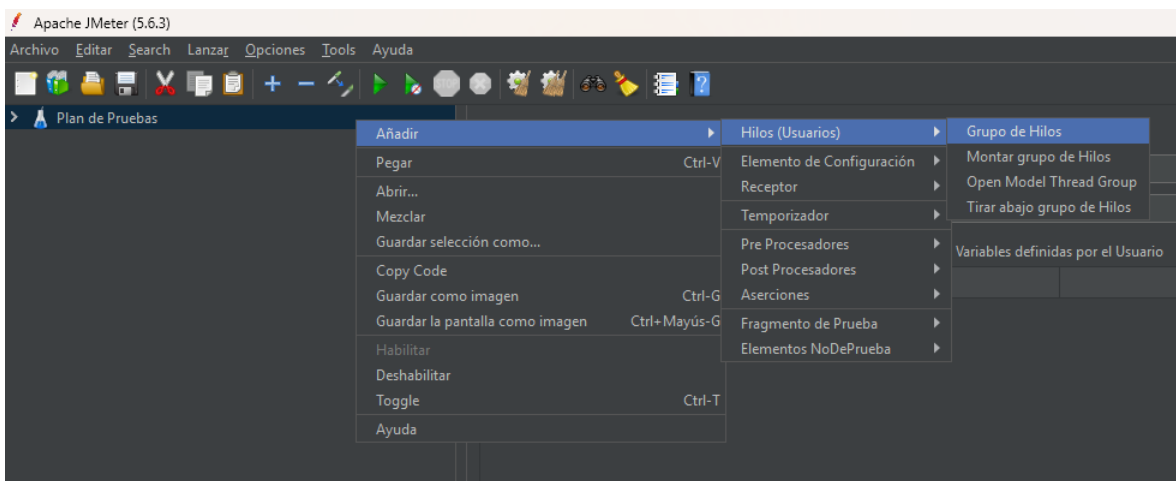 Apache JMeter (5.6.3)
Archivo Editar Search Lanzar Opciones Tools Ayuda
STOP
Plan de Pruebas
Añadir
Pegar Ctrl-V
Abrir...
Mezclar
Guardar selección como...
Copy Code
Guardar como imagen Ctrl-G
Guardar la pantalla como imagen Ctrl+Mayús-G
Habilitar
Deshabilitar
Toggle Ctrl-T
Ayuda
Hilos (Usuarios)
Elemento de Configuración
Receptor
Temporizador
Pre Procesadores
Post Procesadores
Aserciones
Fragmento de Prueba
Elementos NoDePrueba
Grupo de Hilos
Montar grupo de Hilos
Open Model Thread Group
Tirar abajo grupo de Hilos
Variables definidas por el Usuario